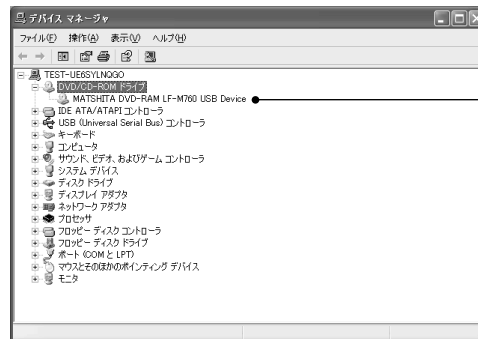 デバイス マネージャ
ファイル(F) 操作(A) 表示(V) ヘルプ(H)
TEST-UE6SYLNQGO
DVD/CD-ROM ドライブ
MATSHITA DVD-RAM LF-M760 USB Device
IDE ATA/ATAPI コントローラ
USB (Universal Serial Bus) コントローラ
キーボード
コンピュータ
サウンド、ビデオ、およびゲーム コントローラ
システム デバイス
ディスク ドライブ
ディスプレイ アダプタ
ネットワーク アダプタ
プロセッサ
フロッピー ディスク コントローラ
フロッピー ディスク ドライブ
ポート (COM と LPT)
マウスとそのほかのポインティング デバイス
モニタ